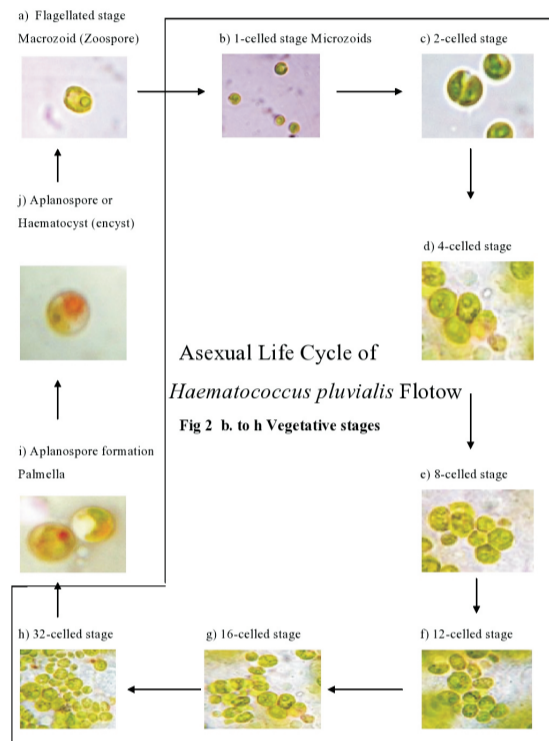 a) Flagellated stage
Macrozoid (Zoospore)
b) 1-celled stage Microzoids
c) 2-celled stage
d) 4-celled stage
j) Aplanospore or
Haematocyst (encyst)
Asexual Life Cycle of
Haematococcus pluvialis Flotow
Fig 2 b. to h Vegetative stages
i) Aplanospore formation
Palmella
e) 8-celled stage
h) 32-celled stage
g) 16-celled stage
f) 12-celled stage